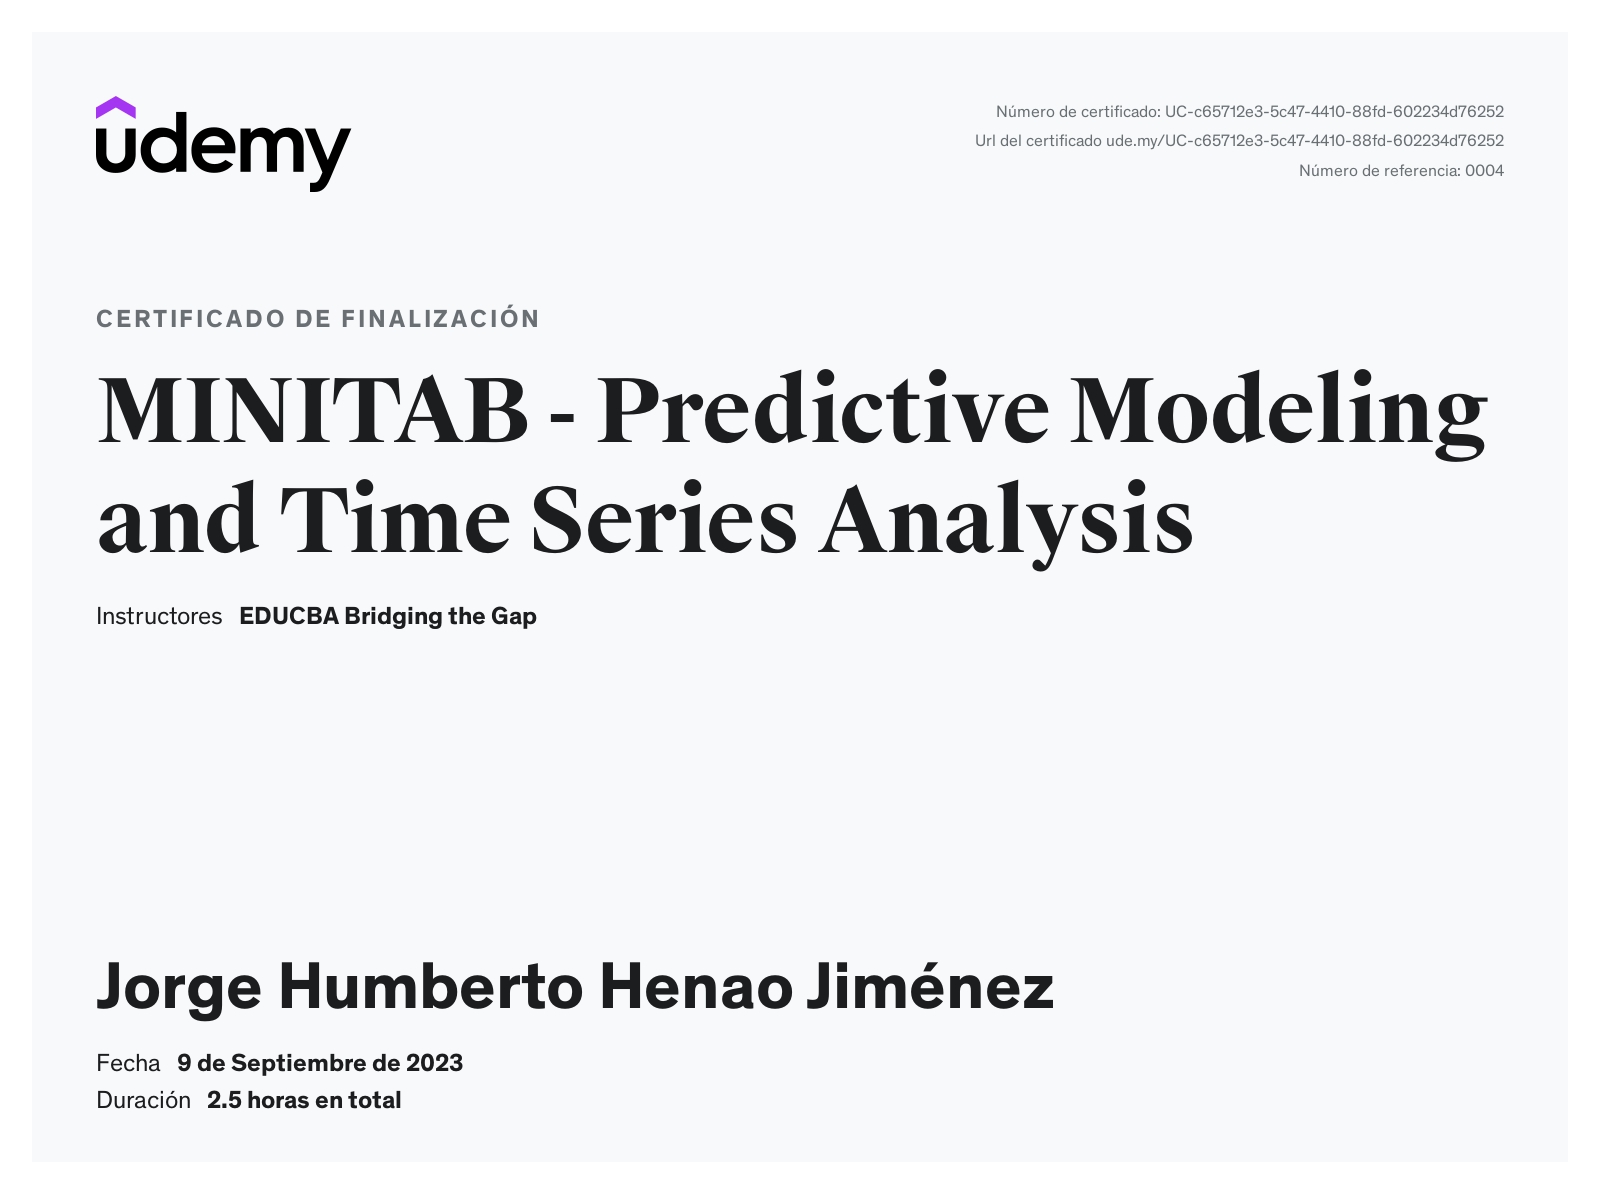 udemy
Número de certificado: UC-c65712e3-5c47-4410-88fd-602234d76252
Url del certificado ude.my/UC-c65712e3-5c47-4410-88fd-602234d76252
Número de referencia: 0004
CERTIFICADO DE FINALIZACIÓN
MINITAB - Predictive Modeling
and Time Series Analysis
Instructores EDUCBA Bridging the Gap
Jorge Humberto Henao Jiménez
Fecha 9 de Septiembre de 2023
Duración 2.5 horas en total